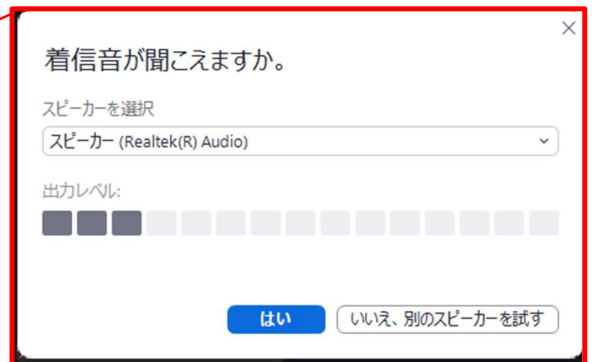 着信音が聞こえますか。
スピーカーを選択
スピーカー (Realtek(R) Audio)
出力レベル:
はい
いいえ、別のスピーカーを試す